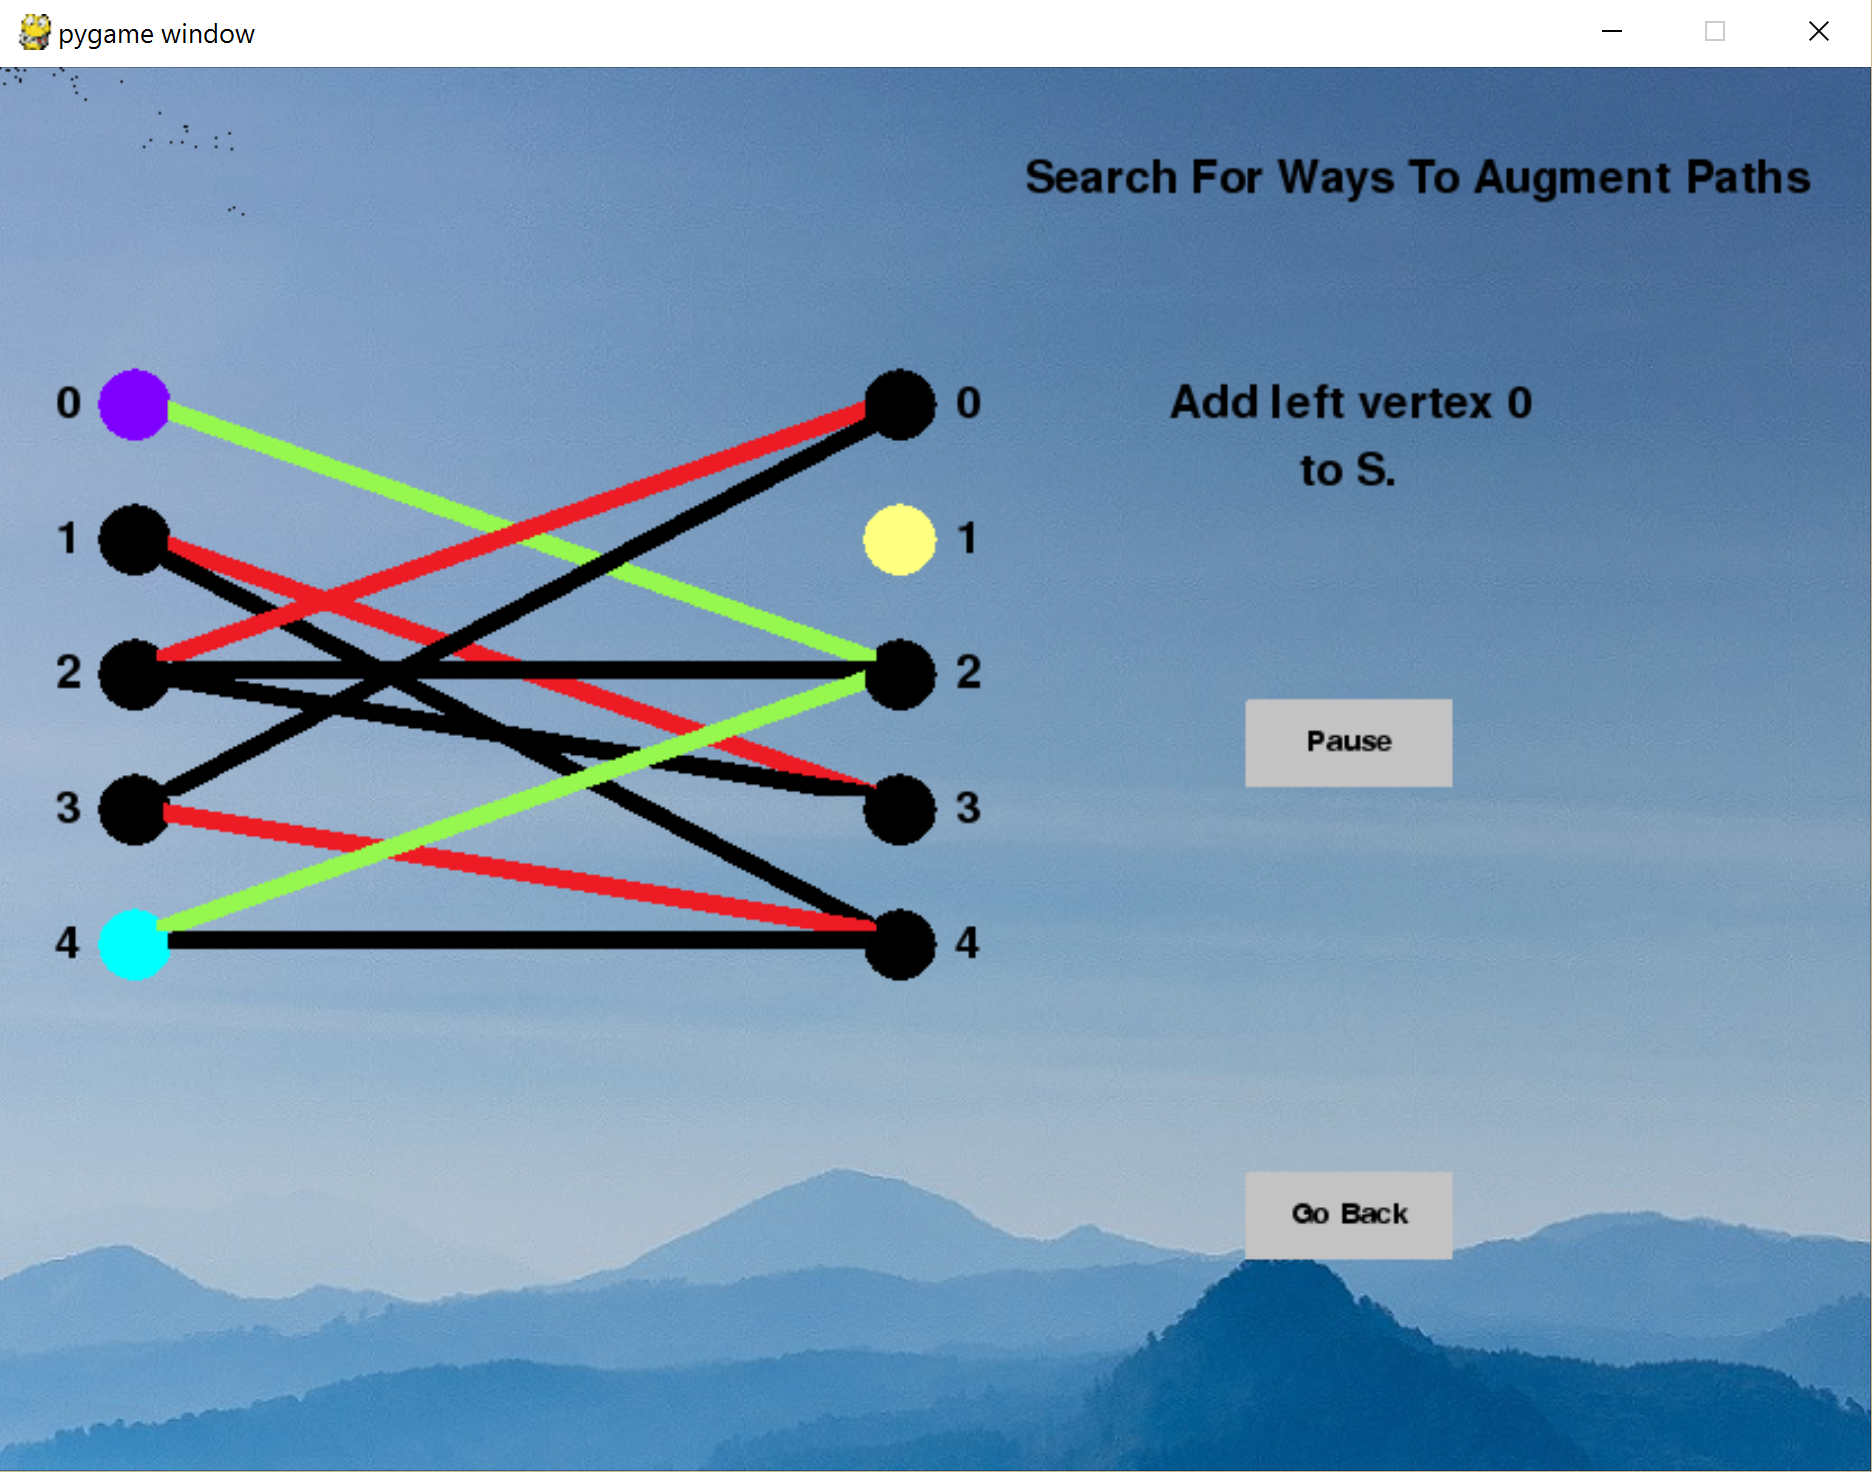 pygame window
Search For Ways To Augment Paths
0 0
Add left vertex 0
to S.
1 1
2 2
Pause
3 3
4 4
Go Back